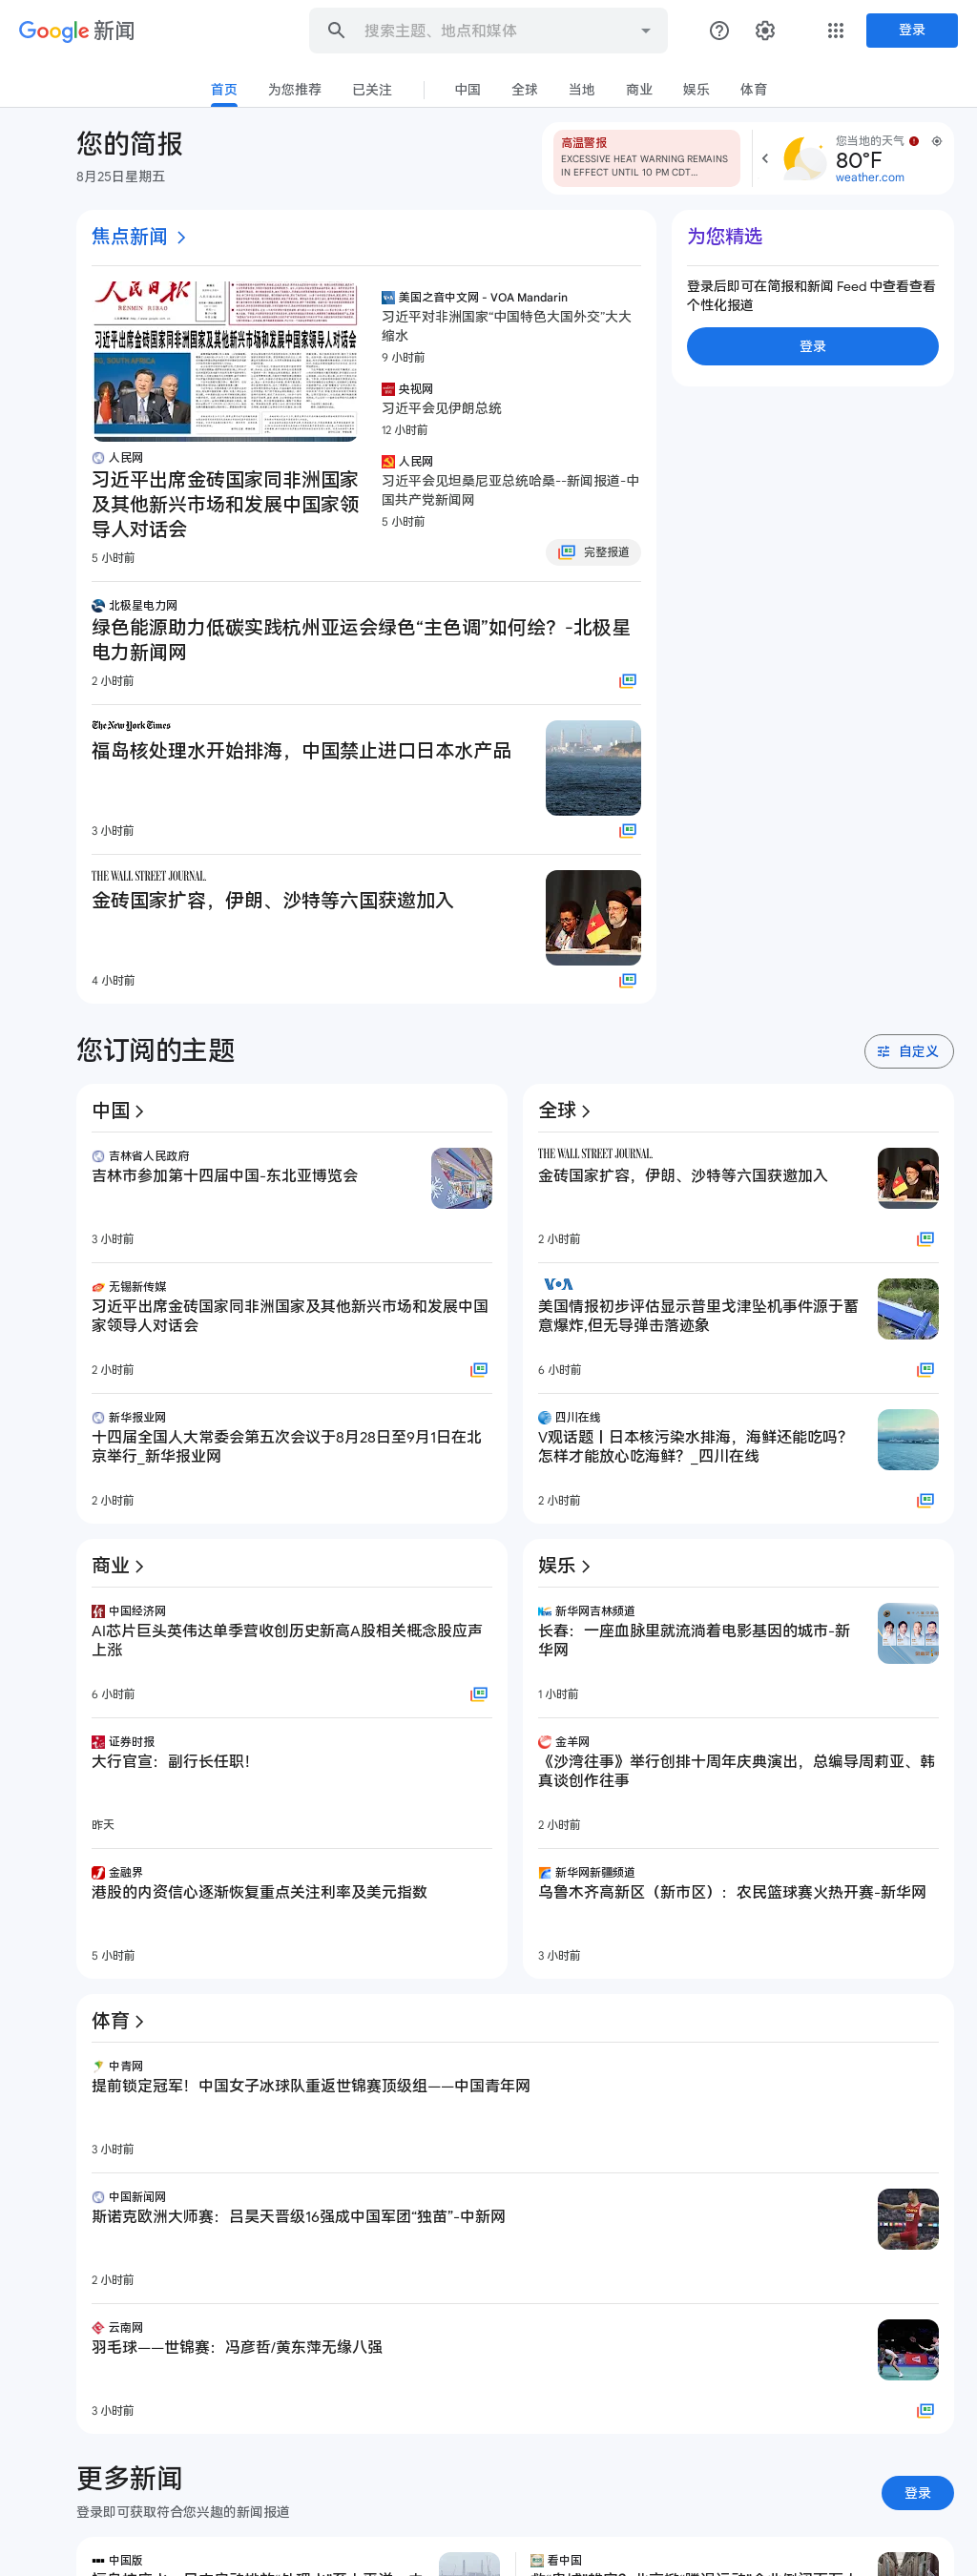 Google 新闻
搜索主题、地点和媒体
登录
首页
为您推荐
已关注
中国
全球
当地
商业
娱乐
体育
您的简报
8月25日星期五
高温警报
EXCESSIVE HEAT WARNING REMAINS
IN EFFECT UNTIL 10 PM CDT...
您当地的天气
80°F
weather.com
焦点新闻
人民日报
RENMIN RIBAO
习近平出席金砖国家同非洲国家及其他新兴市场和发展中国家领导人对话会
人民网
习近平出席金砖国家同非洲国家
及其他新兴市场和发展中国家领
导人对话会
5 小时前
美国之音中文网 - VOA Mandarin
习近平对非洲国家“中国特色大国外交”大大
缩水
9 小时前
央视网
习近平会见伊朗总统
12 小时前
人民网
习近平会见坦桑尼亚总统哈桑--新闻报道-中
国共产党新闻网
5 小时前
完整报道
北极星电力网
绿色能源助力低碳实践杭州亚运会绿色“主色调”如何绘？-北极星
电力新闻网
2 小时前
The New York Times
福岛核处理水开始排海，中国禁止进口日本水产品
3 小时前
THE WALL STREET JOURNAL.
金砖国家扩容，伊朗、沙特等六国获邀加入
4 小时前
为您精选
登录后即可在简报和新闻 Feed 中查看查看
个性化报道
登录
您订阅的主题
自定义
中国
吉林省人民政府
吉林市参加第十四届中国-东北亚博览会
3 小时前
无锡新传媒
习近平出席金砖国家同非洲国家及其他新兴市场和发展中国
家领导人对话会
2 小时前
新华报业网
十四届全国人大常委会第五次会议于8月28日至9月1日在北
京举行_新华报业网
2 小时前
全球
THE WALL STREET JOURNAL.
金砖国家扩容，伊朗、沙特等六国获邀加入
2 小时前
VOA
美国情报初步评估显示普里戈津坠机事件源于蓄
意爆炸,但无导弹击落迹象
6 小时前
四川在线
V观话题丨日本核污染水排海，海鲜还能吃吗？
怎样才能放心吃海鲜？_四川在线
2 小时前
商业
中国经济网
AI芯片巨头英伟达单季营收创历史新高A股相关概念股应声
上涨
6 小时前
证券时报
大行官宣：副行长任职！
昨天
金融界
港股的内资信心逐渐恢复重点关注利率及美元指数
5 小时前
娱乐
新华网吉林频道
长春：一座血脉里就流淌着电影基因的城市-新
华网
1 小时前
金羊网
《沙湾往事》举行创排十周年庆典演出，总编导周莉亚、韩
真谈创作往事
2 小时前
新华网新疆频道
乌鲁木齐高新区（新市区）：农民篮球赛火热开赛-新华网
3 小时前
体育
中青网
提前锁定冠军！中国女子冰球队重返世锦赛顶级组——中国青年网
3 小时前
中国新闻网
斯诺克欧洲大师赛：吕昊天晋级16强成中国军团“独苗”-中新网
2 小时前
云南网
羽毛球——世锦赛：冯彦哲/黄东萍无缘八强
3 小时前
更多新闻
登录即可获取符合您兴趣的新闻报道
登录
中国版
看中国